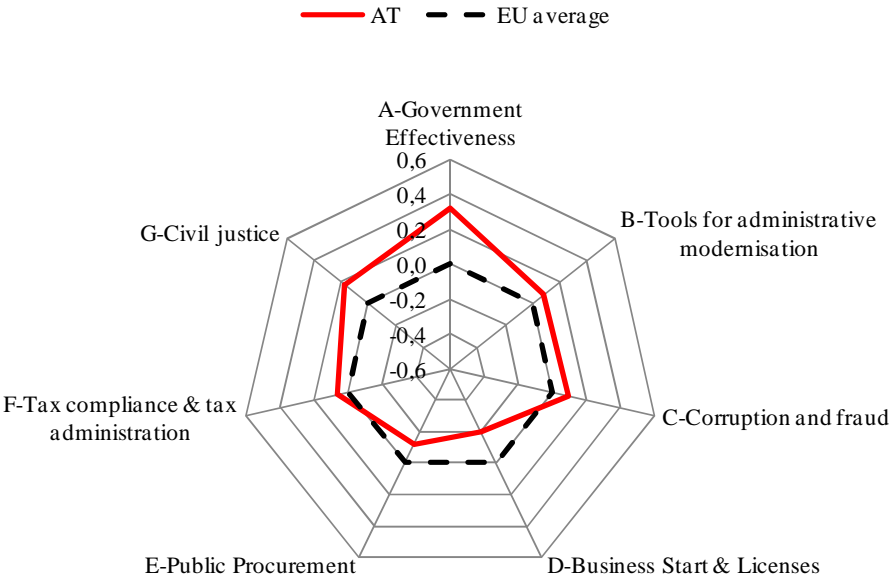 AT
EU average
A-Government
Effectiveness
0,6
0,4
0,2
0,0
-0,2
-0,4
-0,6
B-Tools for administrative
modernisation
G-Civil justice
C-Corruption and fraud
F-Tax compliance & tax
administration
E-Public Procurement
D-Business Start & Licenses